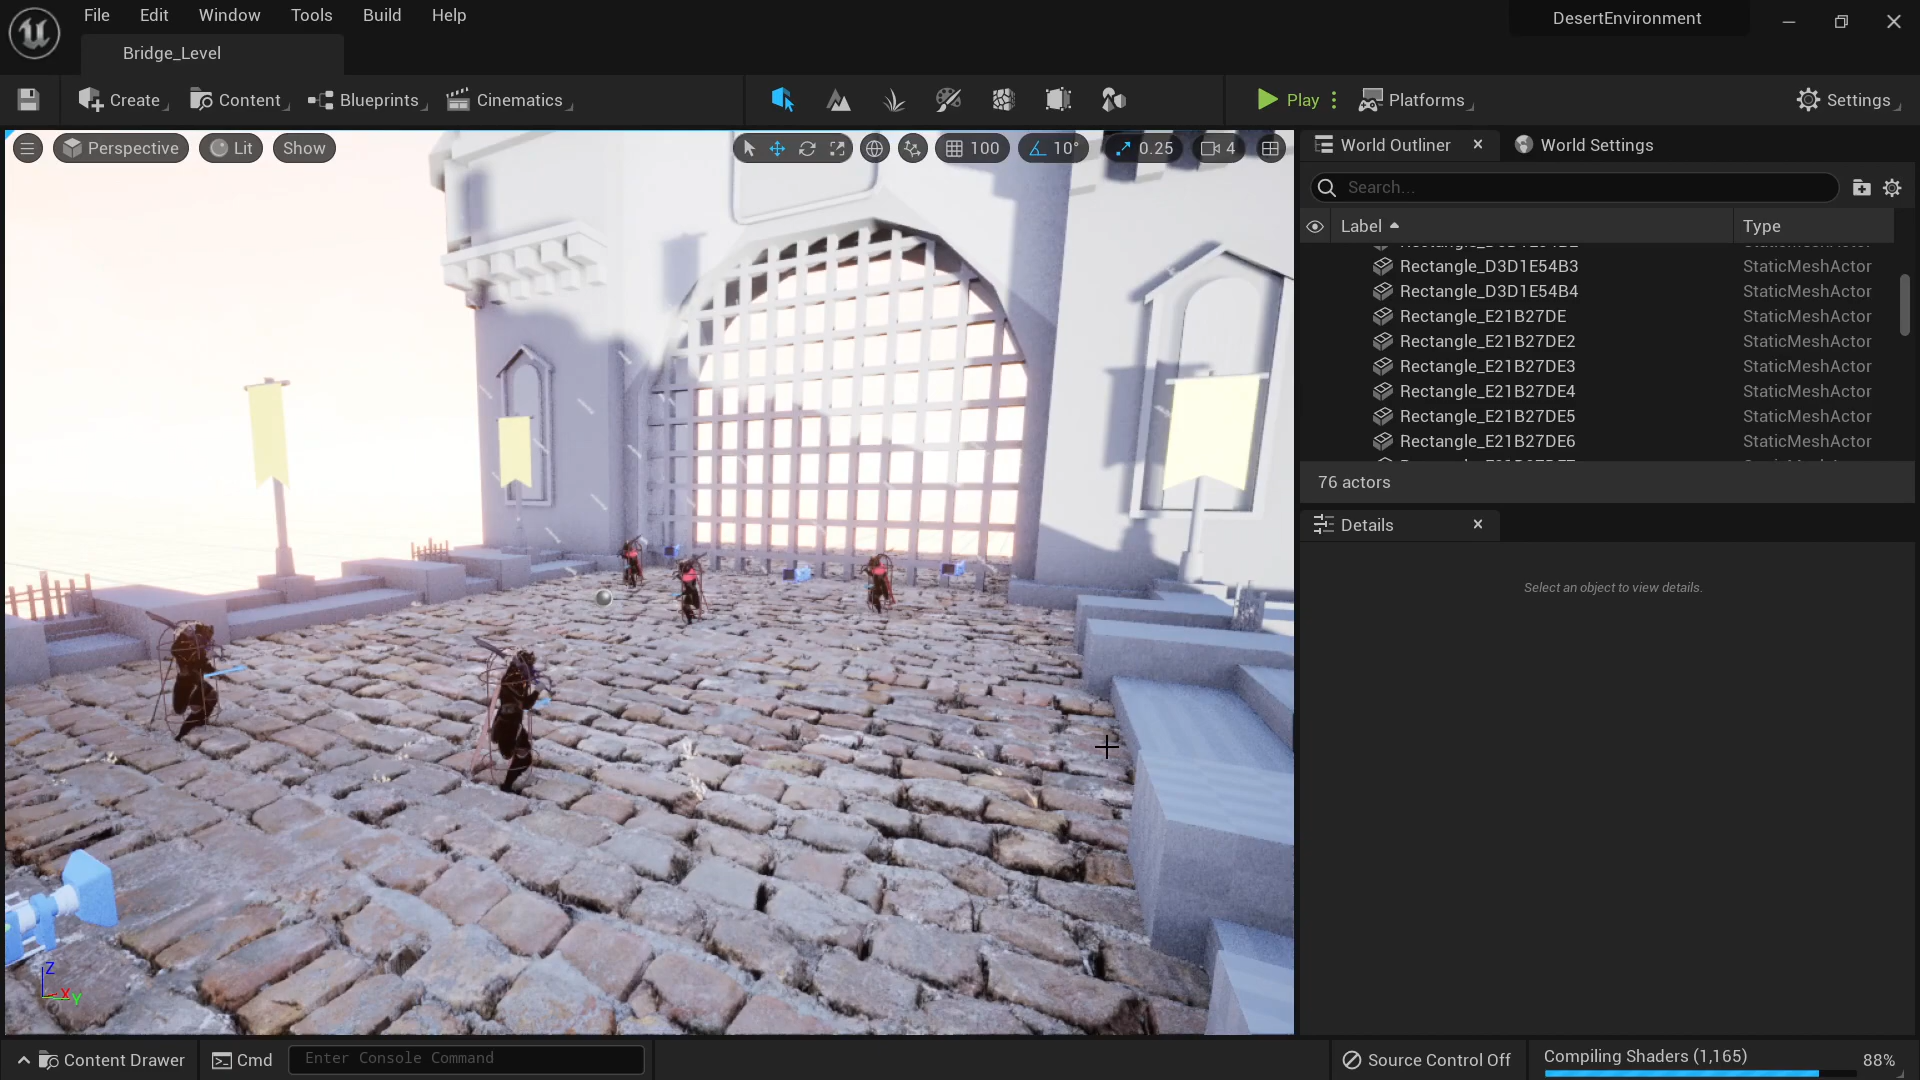 File Edit Window Tools Build Help
DesertEnvironment
Bridge_Level
Create Content Blueprints Cinematics Play Platforms Settings
Perspective Lit Show 100 10° 0.25 4
World Outliner World Settings
Search...
Label Type
Rectangle_D3D1E54B3 StaticMeshActor
Rectangle_D3D1E54B4 StaticMeshActor
Rectangle_E21B27DE StaticMeshActor
Rectangle_E21B27DE2 StaticMeshActor
Rectangle_E21B27DE3 StaticMeshActor
Rectangle_E21B27DE4 StaticMeshActor
Rectangle_E21B27DE5 StaticMeshActor
Rectangle_E21B27DE6 StaticMeshActor
76 actors
Details
Select an object to view details.
Z
X Y
Content Drawer Cmd Enter Console Command Source Control Off Compiling Shaders (1,165) 88%